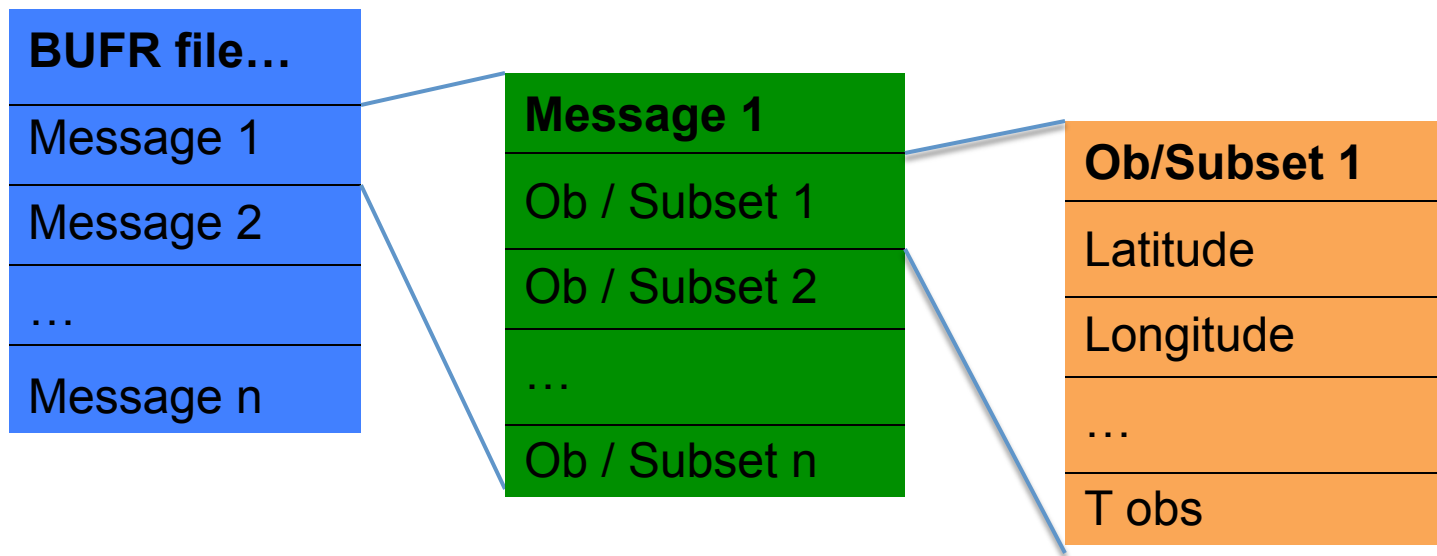 BUFR file…
Message 1
Message 2
…
Message n
Message 1
Ob / Subset 1
Ob / Subset 2
…
Ob / Subset n
Ob/Subset 1
Latitude
Longitude
…
T obs